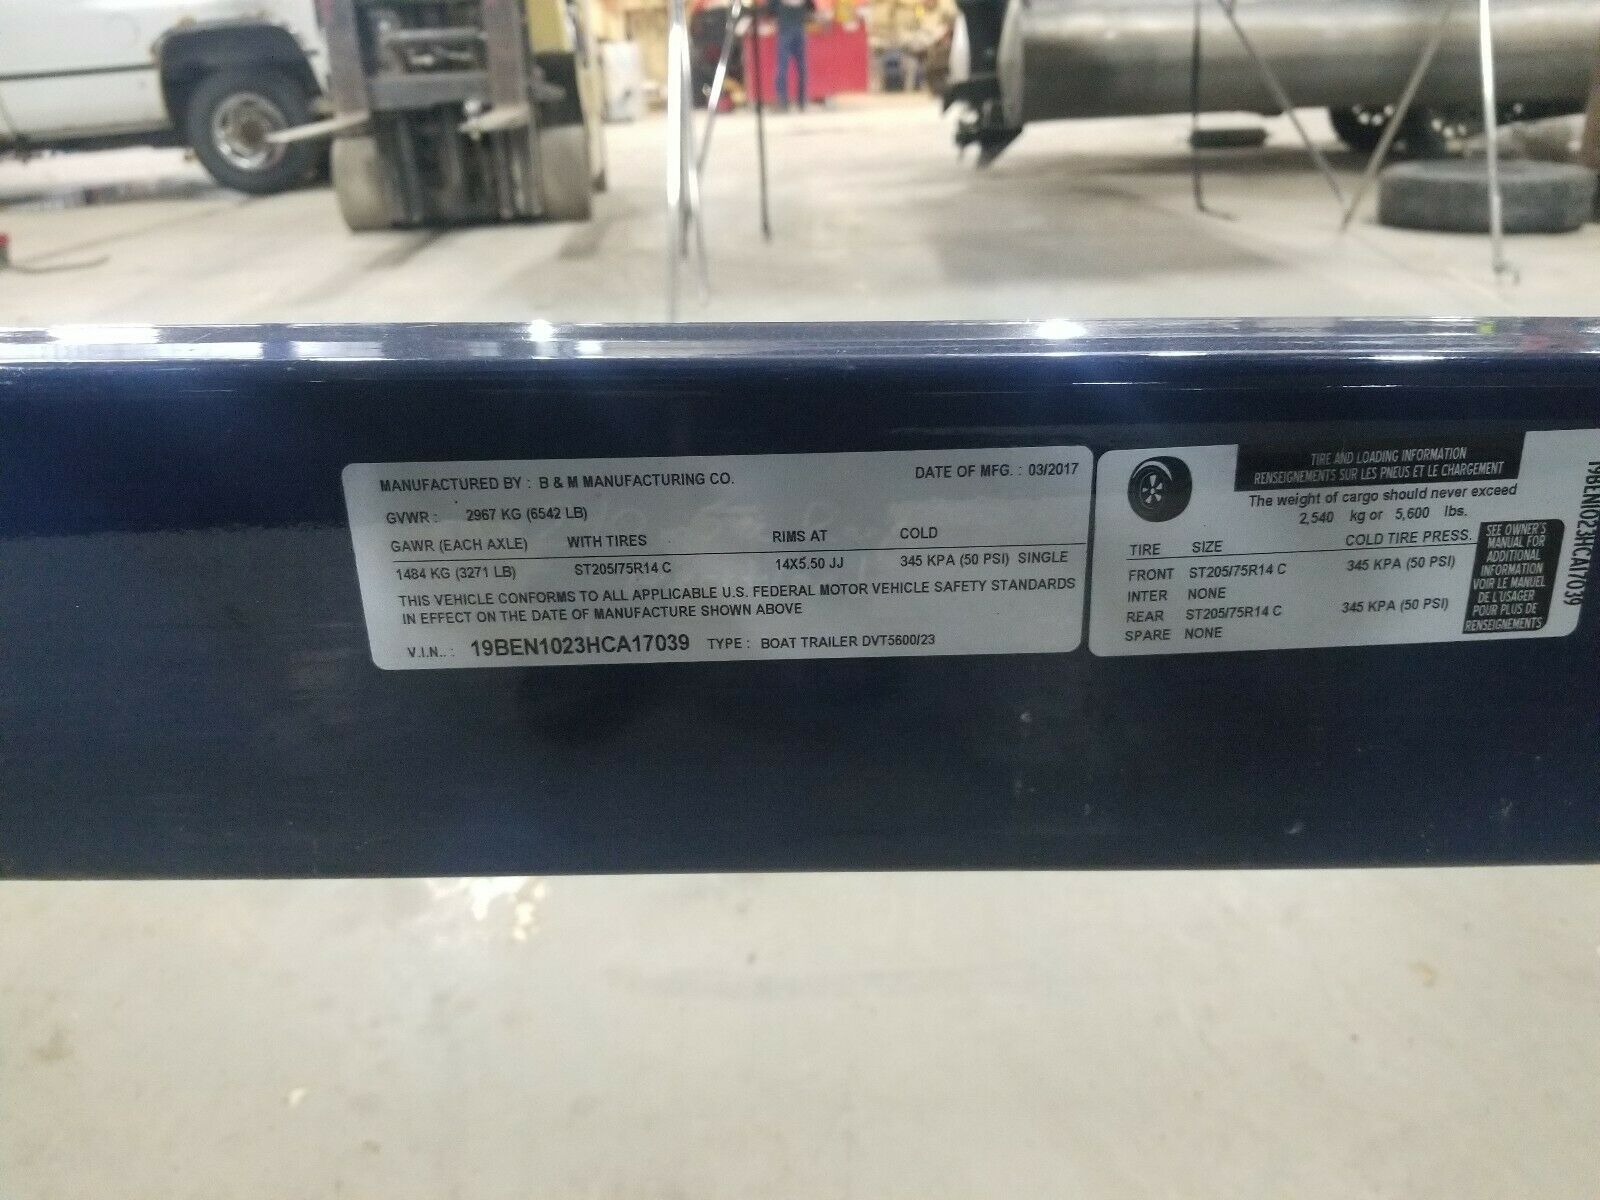 MANUFACTURED BY : B & M MANUFACTURING CO. DATE OF MFG. : 03/2017
GVWR : 2967 KG (6542 LB)
GAWR (EACH AXLE) WITH TIRES RIMS AT COLD
1484 KG (3271 LB) ST205/75R14 C 14X5.50 JJ 345 KPA (50 PSI) SINGLE
THIS VEHICLE CONFORMS TO ALL APPLICABLE U.S. FEDERAL MOTOR VEHICLE SAFETY STANDARDS
IN EFFECT ON THE DATE OF MANUFACTURE SHOWN ABOVE
V.I.N.. : 19BEN1023HCA17039 TYPE : BOAT TRAILER DVT5600/23
TIRE AND LOADING INFORMATION
RENSEIGNEMENTS SUR LES PNEUS ET LE CHARGEMENT
The weight of cargo should never exceed
2,540 kg or 5,600 lbs.
TIRE SIZE COLD TIRE PRESS.
FRONT ST205/75R14 C 345 KPA (50 PSI)
INTER NONE
REAR ST205/75R14 C 345 KPA (50 PSI)
SPARE NONE
SEE OWNER'S
MANUAL FOR
ADDITIONAL
INFORMATION
VOIR LE MANUEL
DE L'USAGER
POUR PLUS DE
RENSEIGNEMENTS
19BEN1023HCA17039